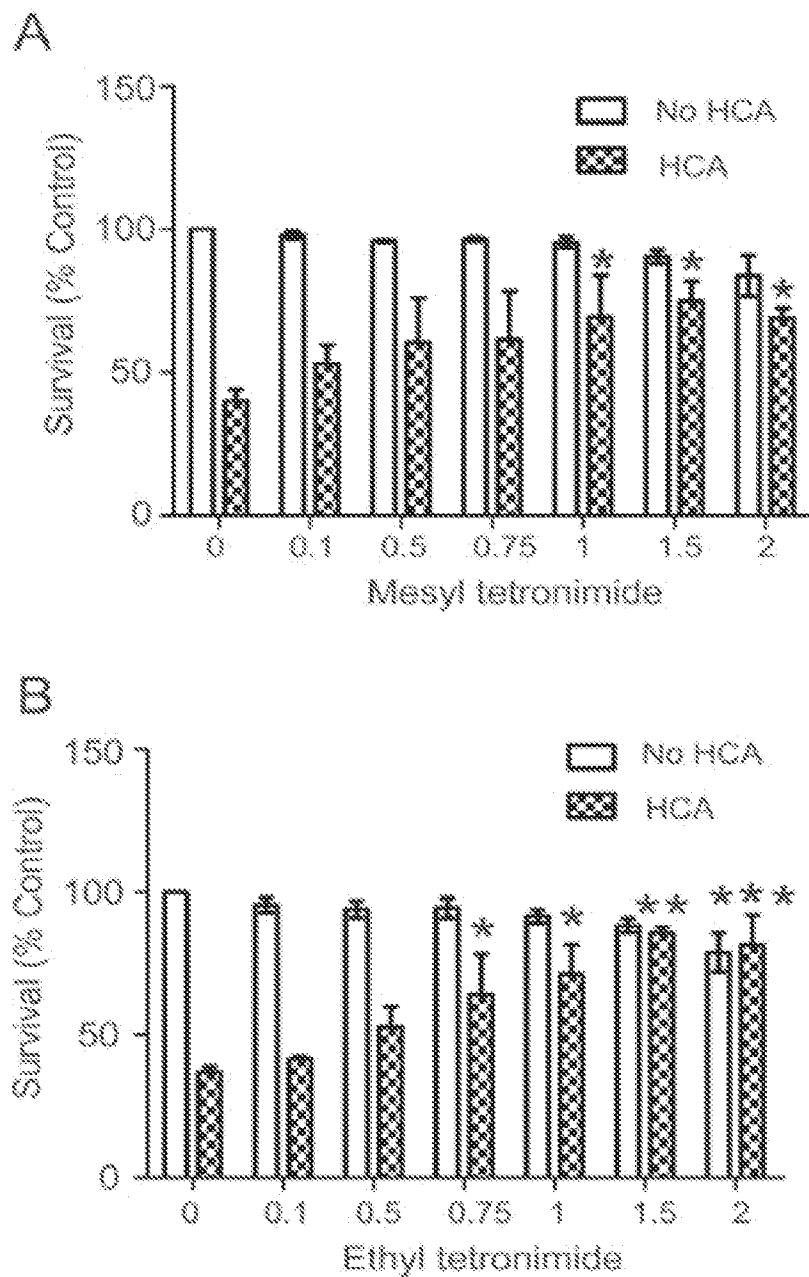 A
150
No HCA
HCA
100
50
0
Survival (% Control)
* * *
0 0.1 0.5 0.75 1 1.5 2
Mesyl tetronimide
B
150
No HCA
HCA
100
50
0
Survival (% Control)
* * ** ***
0 0.1 0.5 0.75 1 1.5 2
Ethyl tetronimide